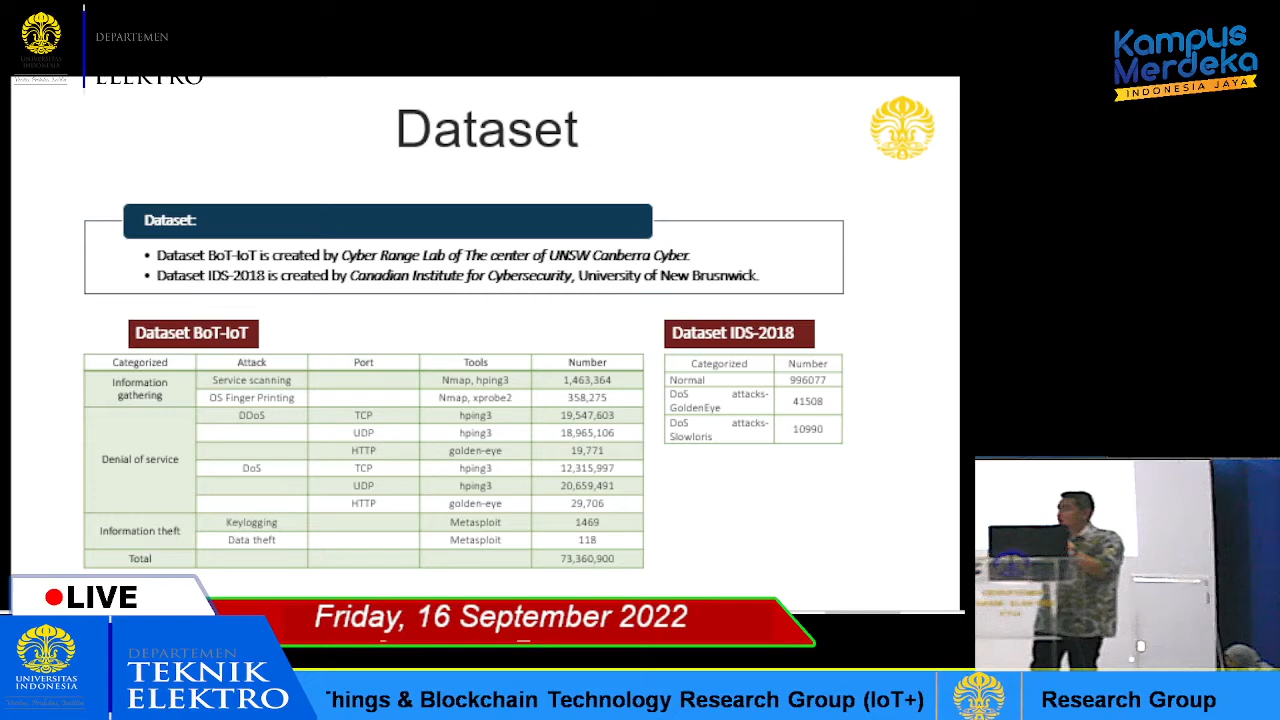 UNIVERSITAS
INDONESIA
DEPARTEMEN
ELEKTRO
Kampus
Merdeka
INDONESIA JAYA
Dataset
Dataset:
• Dataset BoT-IoT is created by Cyber Range Lab of The center of UNSW Canberra Cyber.
• Dataset IDS-2018 is created by Canadian Institute for Cybersecurity, University of New Brusnwick.
Dataset BoT-IoT
Categorized Attack Port Tools Number
Information gathering Service scanning Nmap, hping3 1,463,364
OS Finger Printing Nmap, xprobe2 358,275
Denial of service DDoS TCP hping3 19,547,603
UDP hping3 18,965,106
HTTP golden-eye 19,771
DoS TCP hping3 12,315,997
UDP hping3 20,659,491
HTTP golden-eye 29,706
Information theft Keylogging Metasploit 1469
Data theft Metasploit 118
Total 73,360,900
Dataset IDS-2018
Categorized Number
Normal 996077
DoS attacks-
GoldenEye 41508
DoS attacks-
Slowloris 10990
LIVE
Friday, 16 September 2022
UNIVERSITAS
INDONESIA
DEPARTEMEN
TEKNIK
ELEKTRO
Things & Blockchain Technology Research Group (IoT+)
Research Group